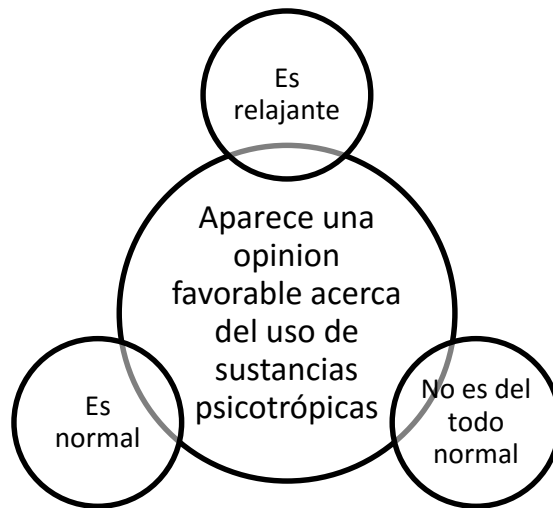 Es
relajante
Aparece una
opinion
favorable acerca
del uso de
sustancias
psicotrópicas
Es
normal
No es del
todo
normal